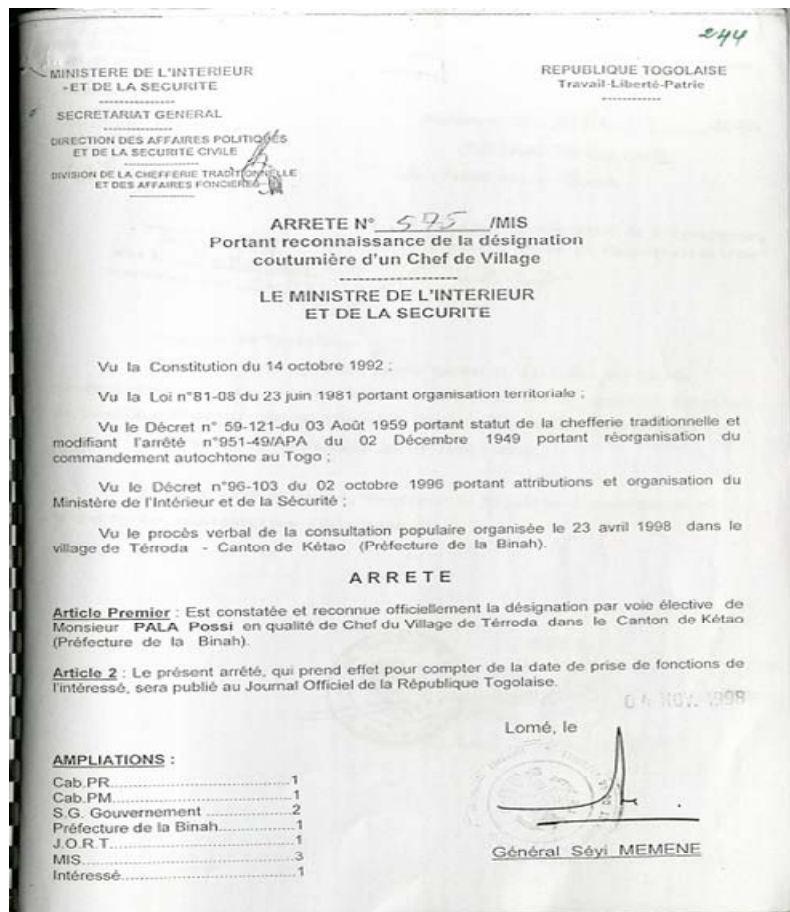 244
MINISTERE DE L'INTERIEUR
ET DE LA SECURITE
---------------
SECRETARIAT GENERAL
---------------
DIRECTION DES AFFAIRES POLITIQUES
ET DE LA SECURITE CIVILE
---------------
DIVISION DE LA CHEFFERIE TRADITIONNELLE
ET DES AFFAIRES FONCIERES
---------------
REPUBLIQUE TOGOLAISE
Travail-Liberté-Patrie
------------
ARRETE N° 575 /MIS
Portant reconnaissance de la désignation
coutumière d'un Chef de Village
--------------------
LE MINISTRE DE L'INTERIEUR
ET DE LA SECURITE
Vu la Constitution du 14 octobre 1992 ;
Vu la Loi n°81-08 du 23 juin 1981 portant organisation territoriale ;
Vu le Décret n° 59-121-du 03 Août 1959 portant statut de la chefferie traditionnelle et
modifiant l'arrêté n°951-49/APA du 02 Décembre 1949 portant réorganisation du
commandement autochtone au Togo ;
Vu le Décret n°96-103 du 02 octobre 1996 portant attributions et organisation du
Ministère de l'Intérieur et de la Sécurité ;
Vu le procès verbal de la consultation populaire organisée le 23 avril 1998 dans le
village de Térroda - Canton de Kétao (Préfecture de la Binah).
ARRETE
Article Premier : Est constatée et reconnue officiellement la désignation par voie élective de
Monsieur PALA Possi en qualité de Chef du Village de Térroda dans le Canton de Kétao
(Préfecture de la Binah).
Article 2 : Le présent arrêté, qui prend effet pour compter de la date de prise de fonctions de
l'intéressé, sera publié au Journal Officiel de la République Togolaise.
04 NOV. 1998
Lomé, le
AMPLIATIONS :
Cab.PR...............................1
Cab.PM...............................1
S.G. Gouvernement ...............2
Préfecture de la Binah.............1
J.O.R.T................................1
MIS.....................................3
Intéressé..............................1
Général Séyi MEMENE